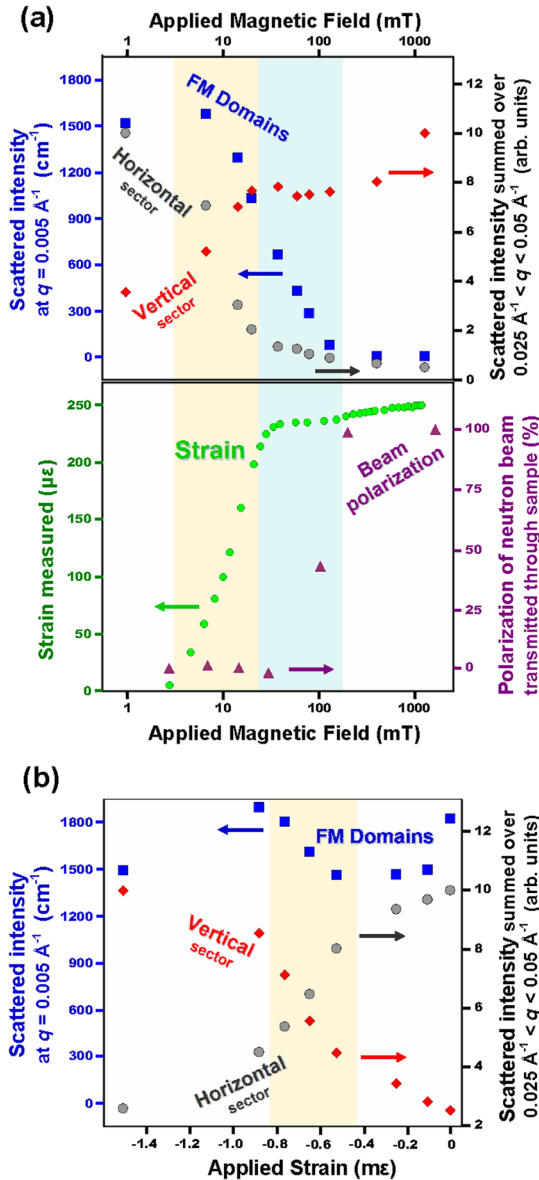 (a)
Applied Magnetic Field (mT)
1 10 100 1000
Scattered intensity
at q = 0.005 Å⁻¹ (cm⁻¹)
1800
1500
1200
900
600
300
0
FM Domains
Horizontal
sector
Vertical
sector
12
10
8
6
4
2
0
Scattered intensity summed over
0.025 Å⁻¹ < q < 0.05 Å⁻¹ (arb. units)
Strain measured (με)
250
200
150
100
50
0
Strain
Beam
polarization
100
75
50
25
0
Polarization of neutron beam
transmitted through sample (%)
1 10 100 1000
Applied Magnetic Field (mT)
(b)
Scattered intensity
at q = 0.005 Å⁻¹ (cm⁻¹)
1800
1500
1200
900
600
300
0
FM Domains
Vertical
sector
Horizontal
sector
12
10
8
6
4
2
Scattered intensity summed over
0.025 Å⁻¹ < q < 0.05 Å⁻¹ (arb. units)
-1.4 -1.2 -1.0 -0.8 -0.6 -0.4 -0.2 0
Applied Strain (mε)